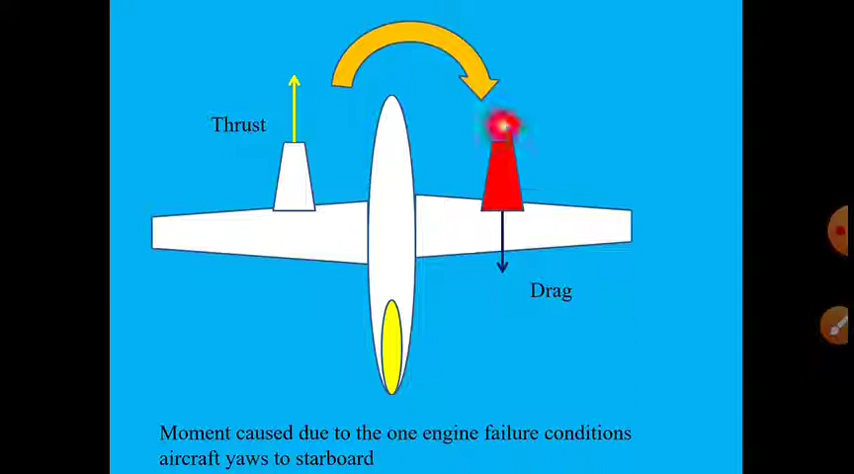 Thrust
Drag
Moment caused due to the one engine failure conditions
aircraft yaws to starboard